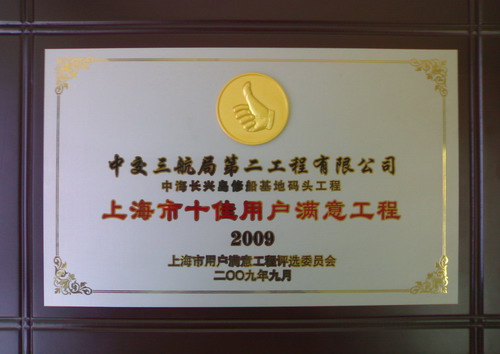 中交三航局第二工程有限公司
中海长兴岛修船基地码头工程
上海市十佳用户满意工程
2009
上海市用户满意工程评选委员会
二〇〇九年九月